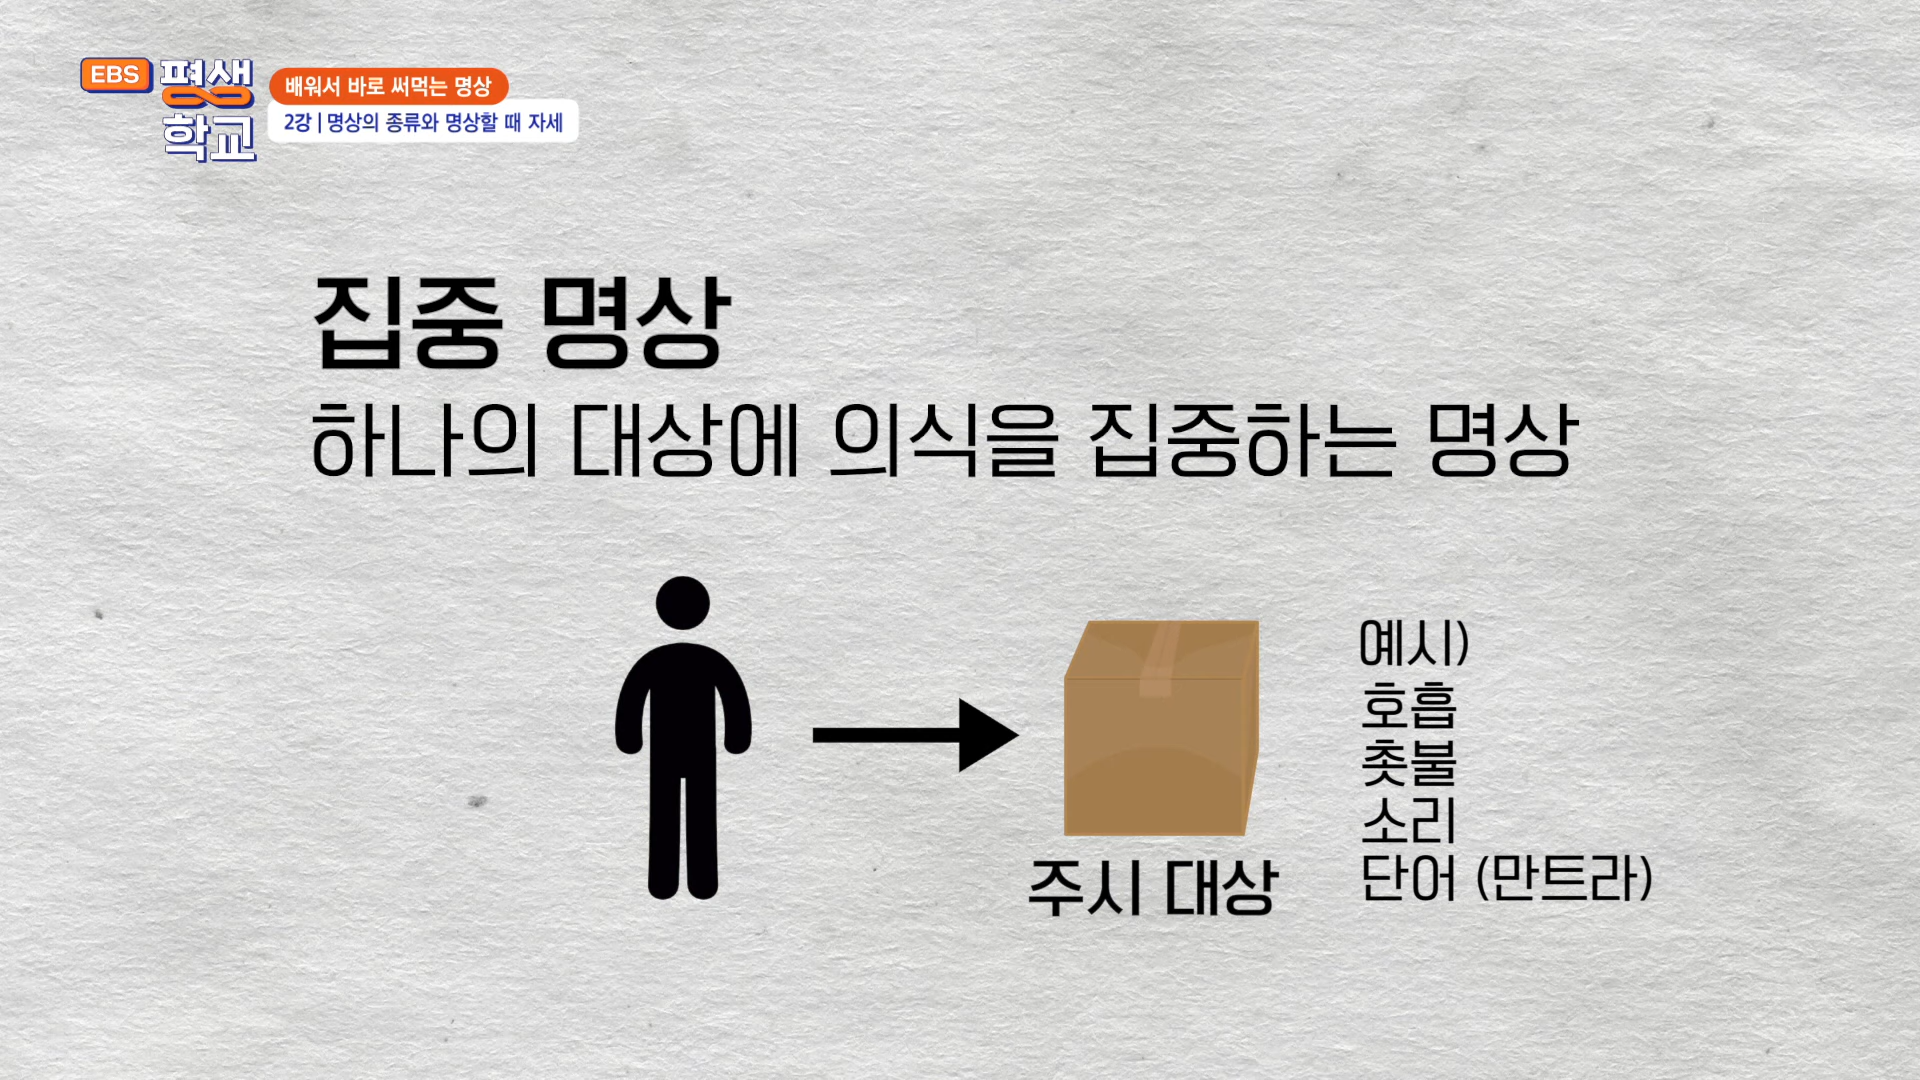 EBS 평생
학교
배워서 바로 써먹는 명상
2강 | 명상의 종류와 명상할 때 자세
집중 명상
하나의 대상에 의식을 집중하는 명상
예시)
호흡
촛불
소리
단어 (만트라)
주시 대상